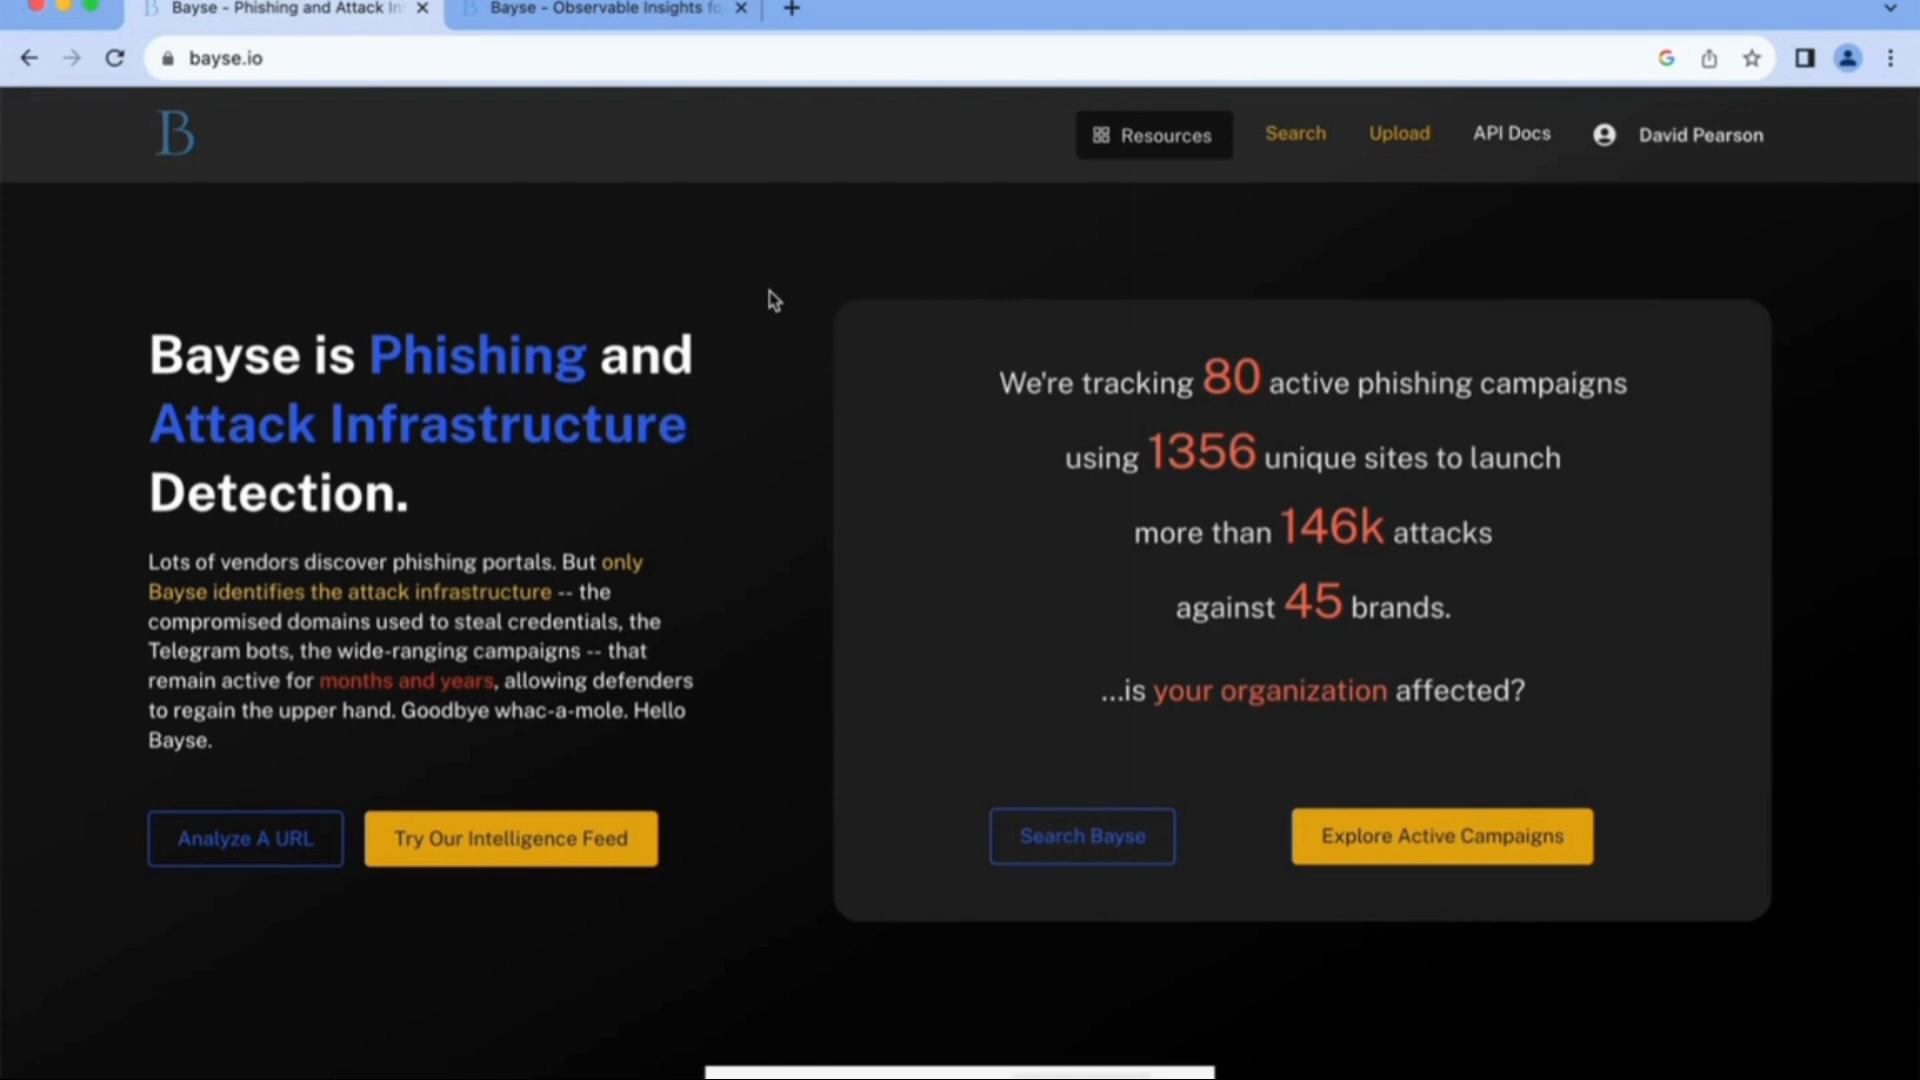 Bayse - Phishing and Attack In
Bayse - Observable Insights fo
bayse.io
B
Resources
Search
Upload
API Docs
David Pearson
Bayse is Phishing and
Attack Infrastructure
Detection.
Lots of vendors discover phishing portals. But only
Bayse identifies the attack infrastructure -- the
compromised domains used to steal credentials, the
Telegram bots, the wide-ranging campaigns -- that
remain active for months and years, allowing defenders
to regain the upper hand. Goodbye whac-a-mole. Hello
Bayse.
Analyze A URL
Try Our Intelligence Feed
We're tracking 80 active phishing campaigns
using 1356 unique sites to launch
more than 146k attacks
against 45 brands.
...is your organization affected?
Search Bayse
Explore Active Campaigns